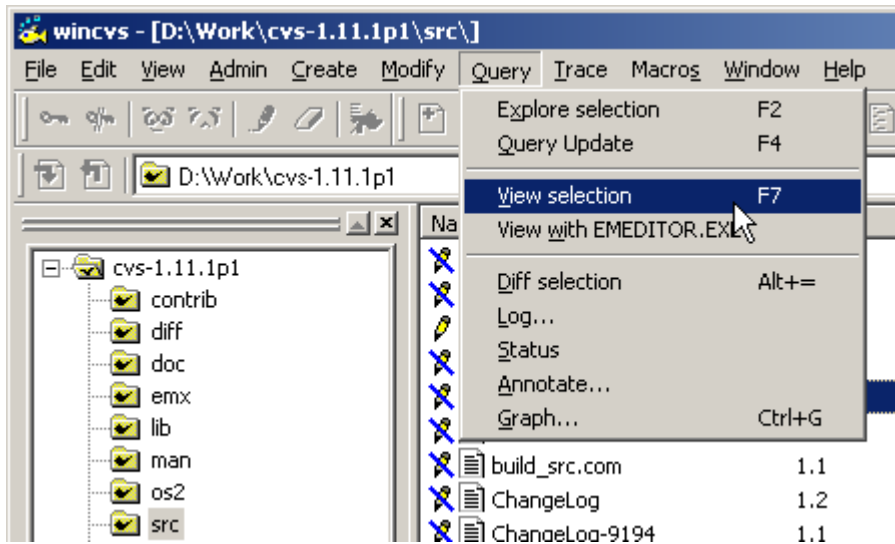 wincvs - [D:\Work\cvs-1.11.1p1\src\]
File Edit View Admin Create Modify Query Trace Macros Window Help
Explore selection F2
Query Update F4
D:\Work\cvs-1.11.1p1
View selection F7
Na
View with EMEDITOR.EXE
cvs-1.11.1p1
Diff selection Alt+=
contrib
Log...
diff
Status
doc
Annotate...
emx
Graph... Ctrl+G
lib
man
build_src.com 1.1
os2
ChangeLog 1.2
src
ChangeLog-9194 1.1